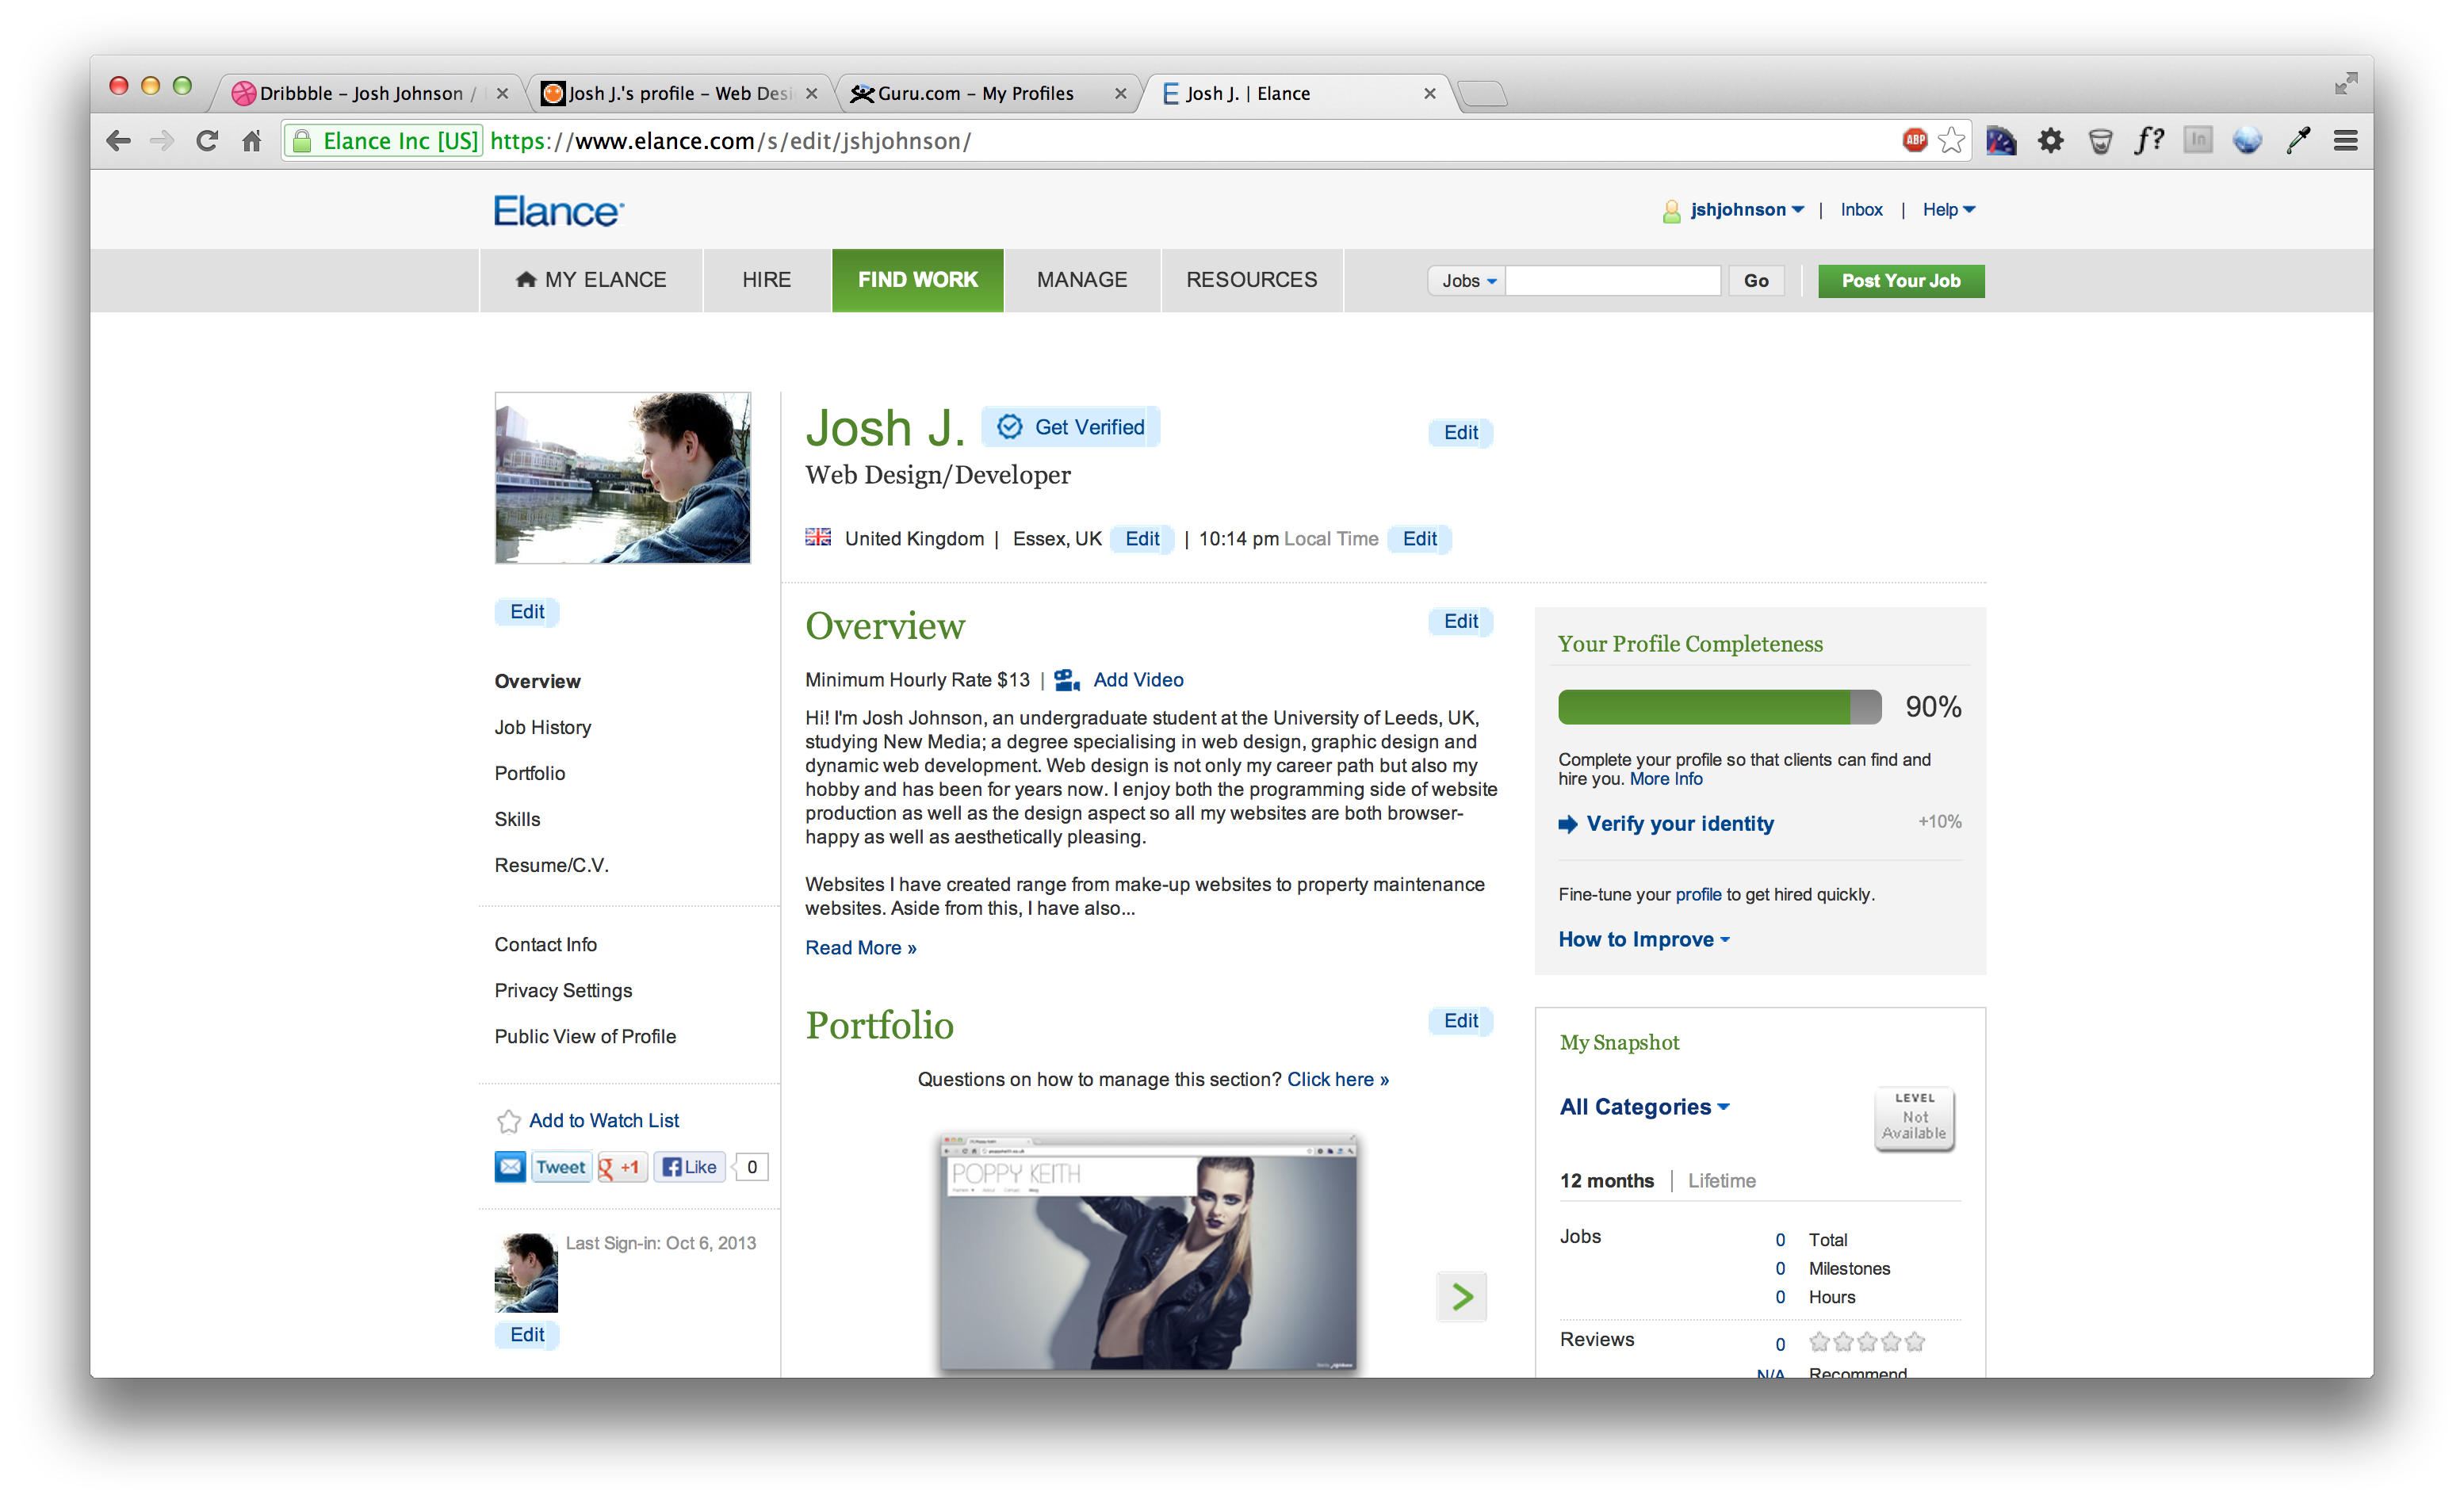 Dribbble – Josh Johnson /
Josh J.'s profile – Web Desi
Guru.com – My Profiles
Josh J. | Elance
Elance Inc [US] https://www.elance.com/s/edit/jshjohnson/
ABP
f?
In
Elance
jshjohnson | Inbox | Help
MY ELANCE HIRE FIND WORK MANAGE RESOURCES Jobs Go Post Your Job
Josh J. Get Verified Edit
Web Design/Developer
United Kingdom | Essex, UK Edit | 10:14 pm Local Time Edit
Edit
Overview
Job History
Portfolio
Skills
Resume/C.V.
Contact Info
Privacy Settings
Public View of Profile
Add to Watch List
Tweet g +1 Like 0
Last Sign-in: Oct 6, 2013
Edit
Overview Edit
Minimum Hourly Rate $13 | Add Video
Hi! I'm Josh Johnson, an undergraduate student at the University of Leeds, UK,
studying New Media; a degree specialising in web design, graphic design and
dynamic web development. Web design is not only my career path but also my
hobby and has been for years now. I enjoy both the programming side of website
production as well as the design aspect so all my websites are both browser-
happy as well as aesthetically pleasing.
Websites I have created range from make-up websites to property maintenance
websites. Aside from this, I have also...
Read More »
Portfolio Edit
Questions on how to manage this section? Click here »
POPPY KEITH
Your Profile Completeness
90%
Complete your profile so that clients can find and
hire you. More Info
Verify your identity +10%
Fine-tune your profile to get hired quickly.
How to Improve
My Snapshot
All Categories
LEVEL
Not
Available
12 months | Lifetime
Jobs 0 Total
0 Milestones
0 Hours
Reviews 0
N/A Recommend